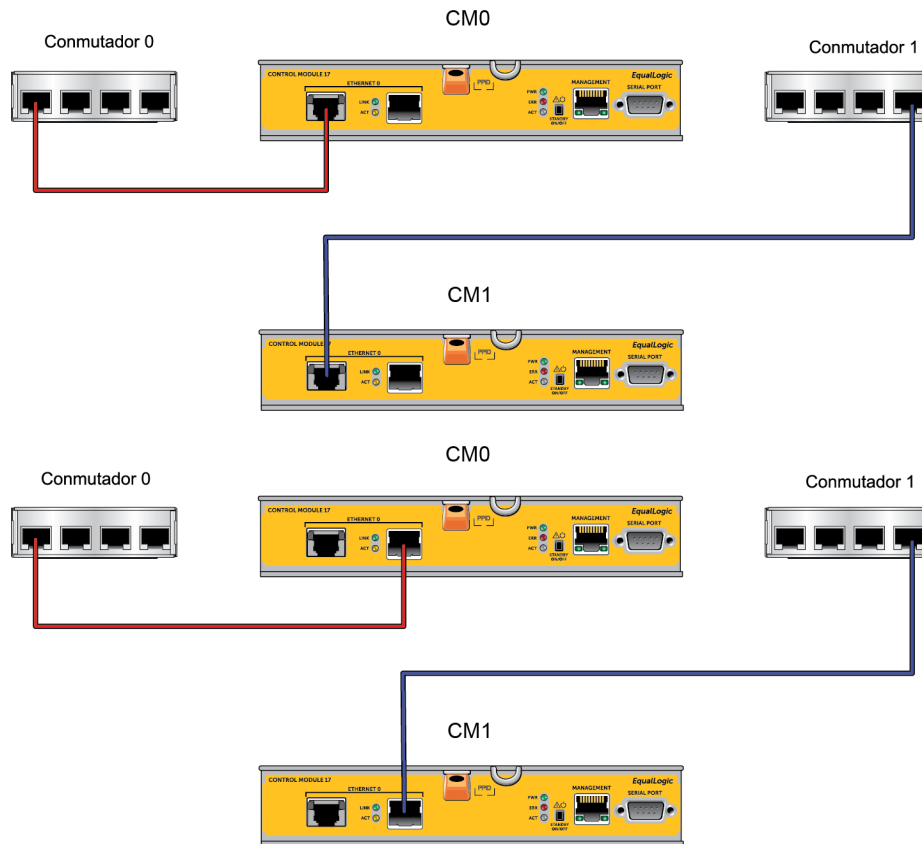 CM0
Conmutador 0
Conmutador 1
CONTROL MODULE 17
EqualLogic
ETHERNET 0
LINK
ACT
PPID
PWR
ERR
ACT
STANDBY
ON/OFF
MANAGEMENT
SERIAL PORT
CM1
CONTROL MODULE 17
EqualLogic
ETHERNET 0
LINK
ACT
PPID
PWR
ERR
ACT
STANDBY
ON/OFF
MANAGEMENT
SERIAL PORT
CM0
Conmutador 0
Conmutador 1
CONTROL MODULE 17
EqualLogic
ETHERNET 0
LINK
ACT
PPID
PWR
ERR
ACT
STANDBY
ON/OFF
MANAGEMENT
SERIAL PORT
CM1
CONTROL MODULE 17
EqualLogic
ETHERNET 0
LINK
ACT
PPID
PWR
ERR
ACT
STANDBY
ON/OFF
MANAGEMENT
SERIAL PORT